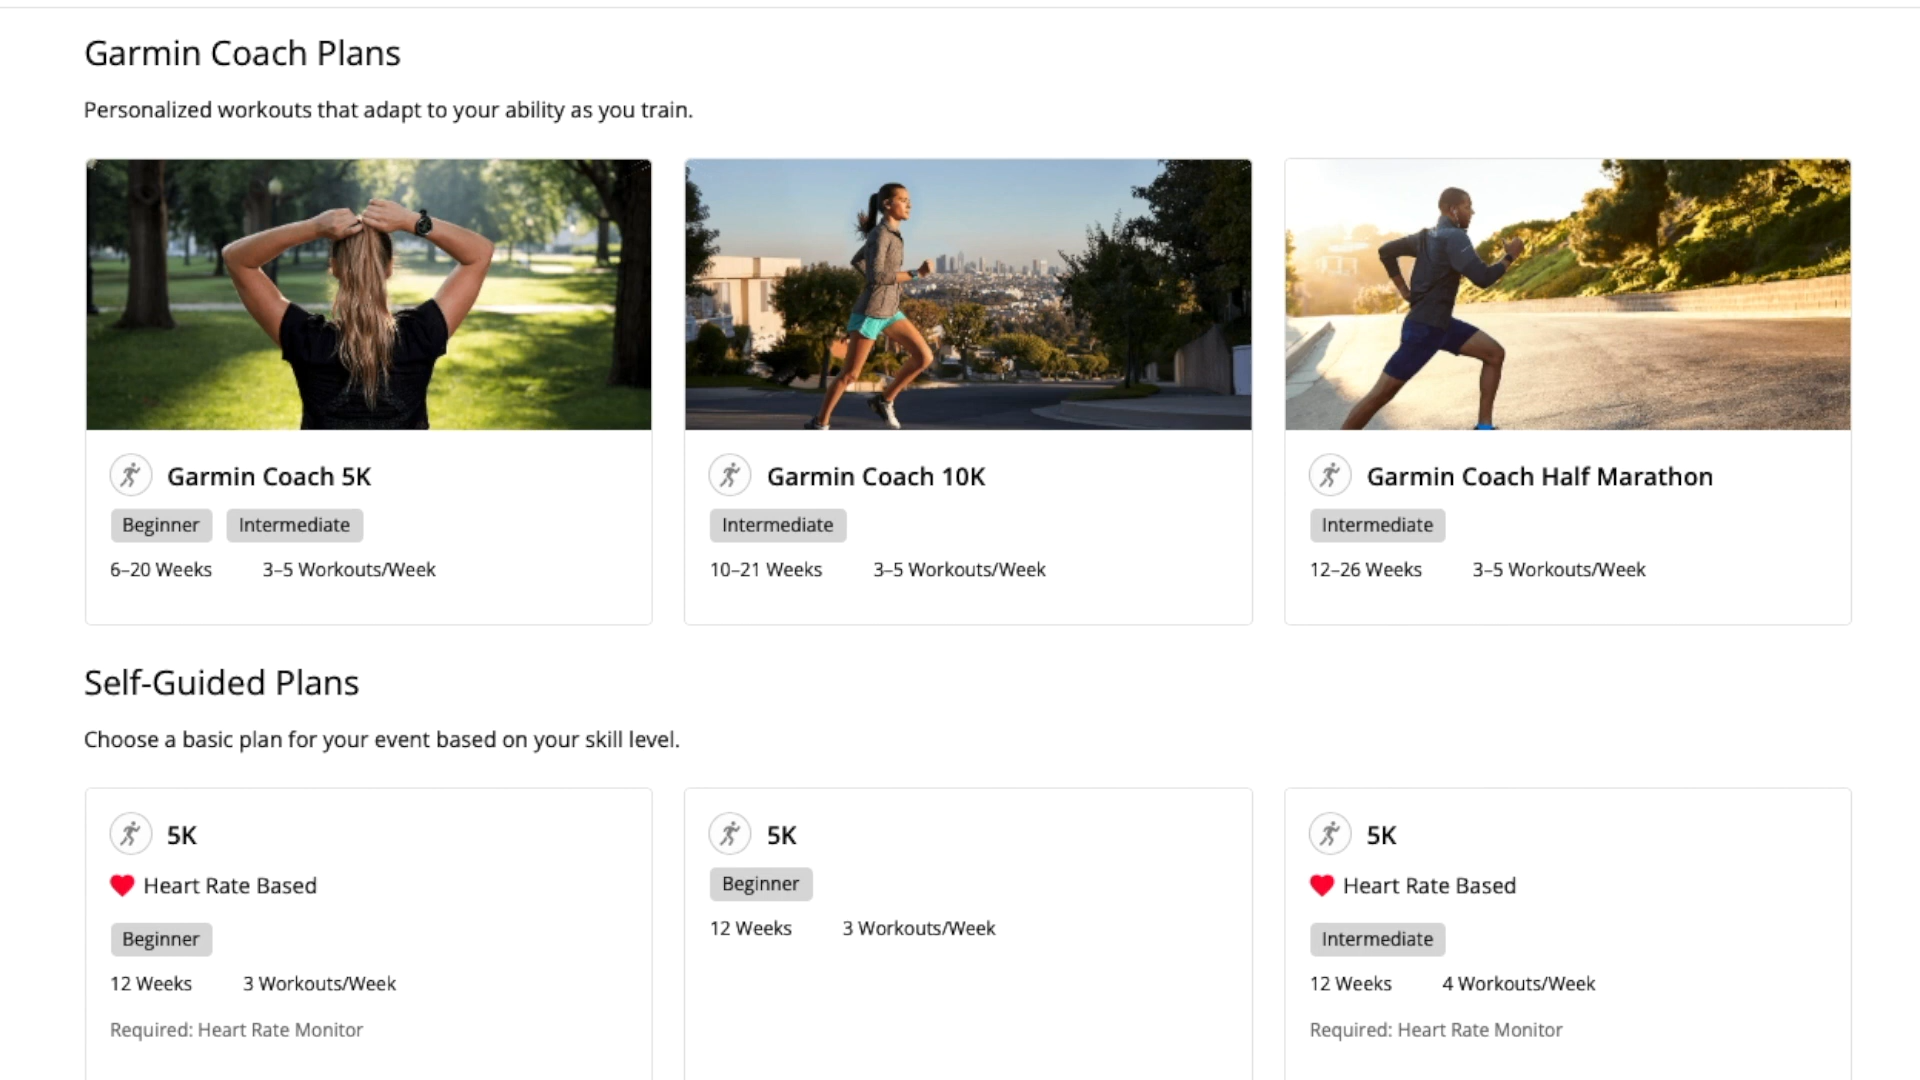 Garmin Coach Plans
Personalized workouts that adapt to your ability as you train.
Garmin Coach 5K
Beginner Intermediate
6–20 Weeks 3–5 Workouts/Week
Garmin Coach 10K
Intermediate
10–21 Weeks 3–5 Workouts/Week
Garmin Coach Half Marathon
Intermediate
12–26 Weeks 3–5 Workouts/Week
Self-Guided Plans
Choose a basic plan for your event based on your skill level.
5K
Heart Rate Based
Beginner
12 Weeks 3 Workouts/Week
Required: Heart Rate Monitor
5K
Beginner
12 Weeks 3 Workouts/Week
5K
Heart Rate Based
Intermediate
12 Weeks 4 Workouts/Week
Required: Heart Rate Monitor